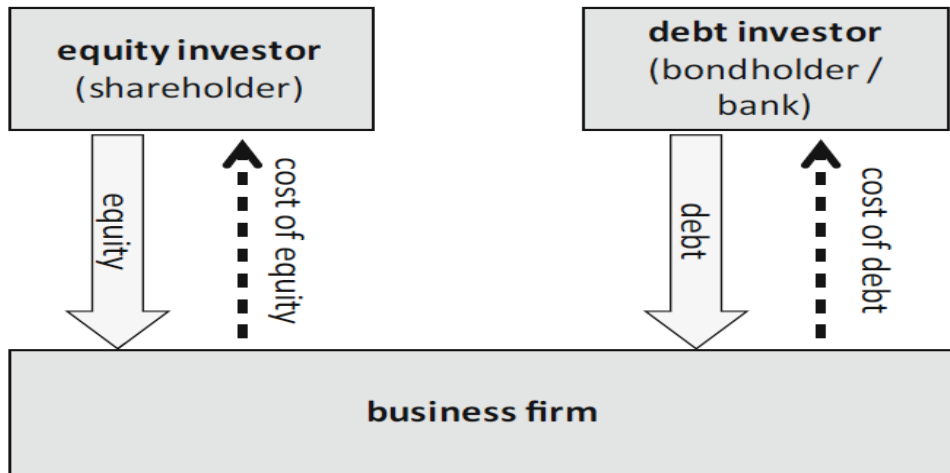 equity investor
(shareholder)
debt investor
(bondholder /
bank)
equity
cost of equity
debt
cost of debt
business firm